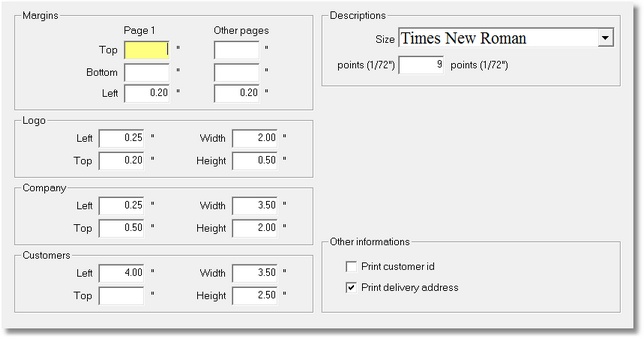 Margins
Page 1 Other pages
Top "  "
Bottom "  "
Left 0.20 " 0.20 "
Logo
Left 0.25 " Width 2.00 "
Top 0.20 " Height 0.50 "
Company
Left 0.25 " Width 3.50 "
Top 0.50 " Height 2.00 "
Customers
Left 4.00 " Width 3.50 "
Top " Height 2.50 "
Descriptions
Size Times New Roman
points (1/72") 9 points (1/72")
Other informations
Print customer id
Print delivery address